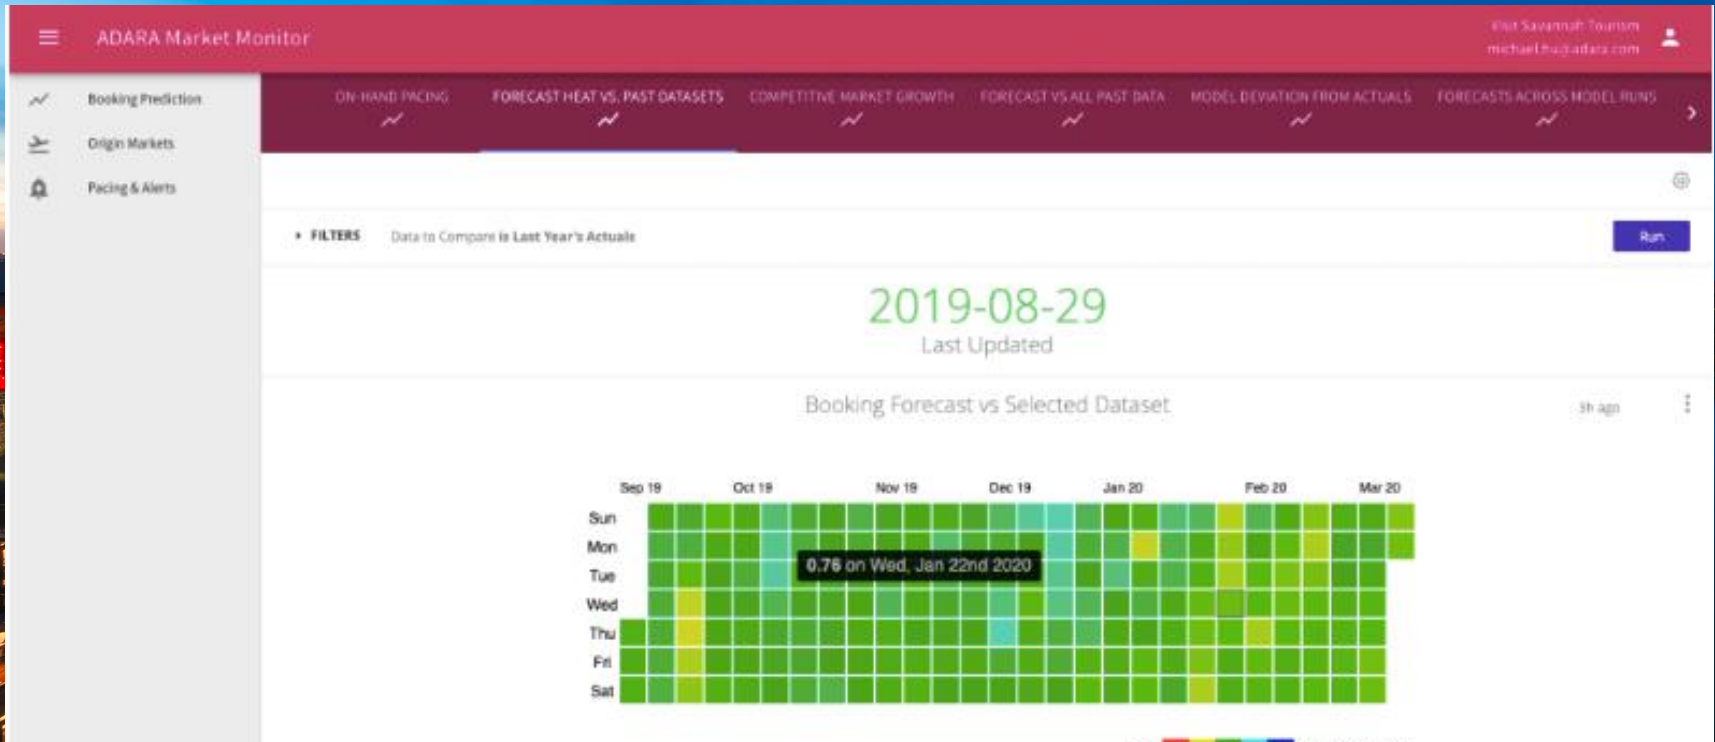 ADARA Market Monitor
Visit Savannah Tourism
Booking Prediction
Origin Markets
Pacing & Alerts
ON-HAND PACING
FORECAST HEAT VS. PAST DATASETS
COMPETITIVE MARKET GROWTH
FORECAST VS ALL PAST DATA
MODEL DEVIATION FROM ACTUALS
FORECASTS ACROSS MODEL RUNS
FILTERS Data to Compare is Last Year's Actuals
Run
2019-08-29
Last Updated
Booking Forecast vs Selected Dataset
3h ago
Sep 19 Oct 19 Nov 19 Dec 19 Jan 20 Feb 20 Mar 20
Sun
Mon
0.76 on Wed, Jan 22nd 2020
Tue
Wed
Thu
Fri
Sat